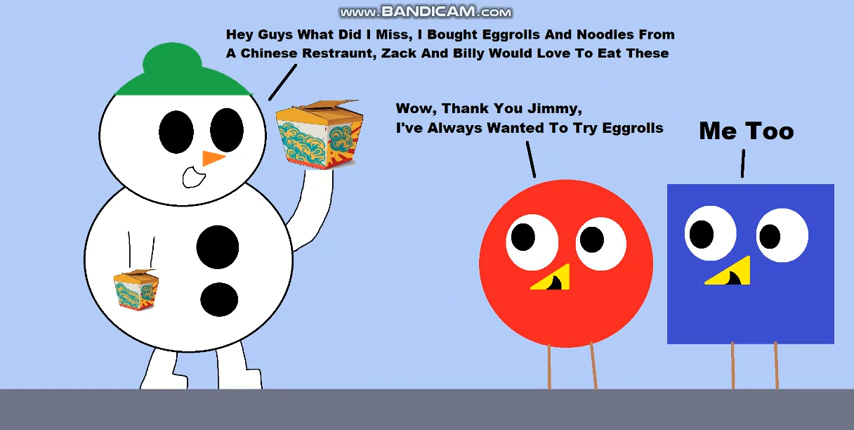 www.BANDICAM.com
Hey Guys What Did I Miss, I Bought Eggrolls And Noodles From
A Chinese Restraunt, Zack And Billy Would Love To Eat These
Wow, Thank You Jimmy,
I've Always Wanted To Try Eggrolls
Me Too